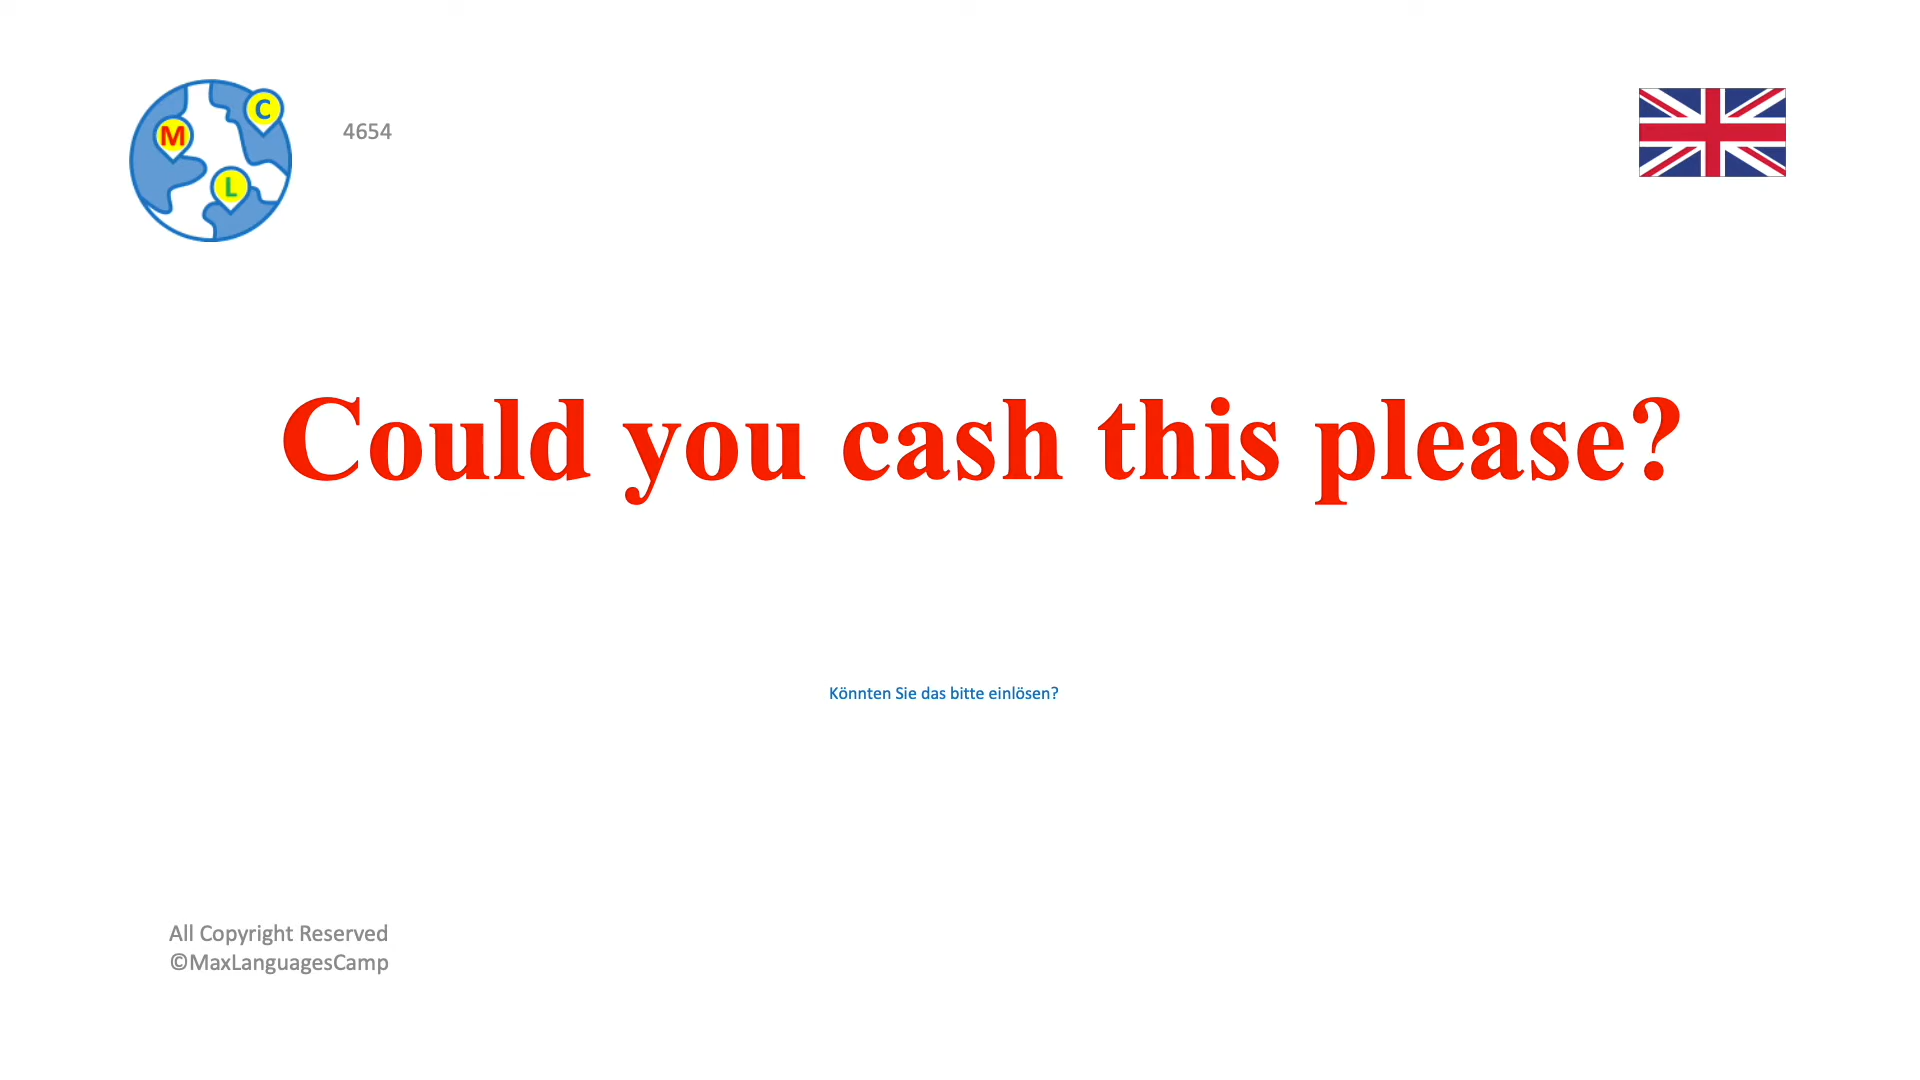 M
C
L
4654
Could you cash this please?
Könnten Sie das bitte einlösen?
All Copyright Reserved
©MaxLanguagesCamp